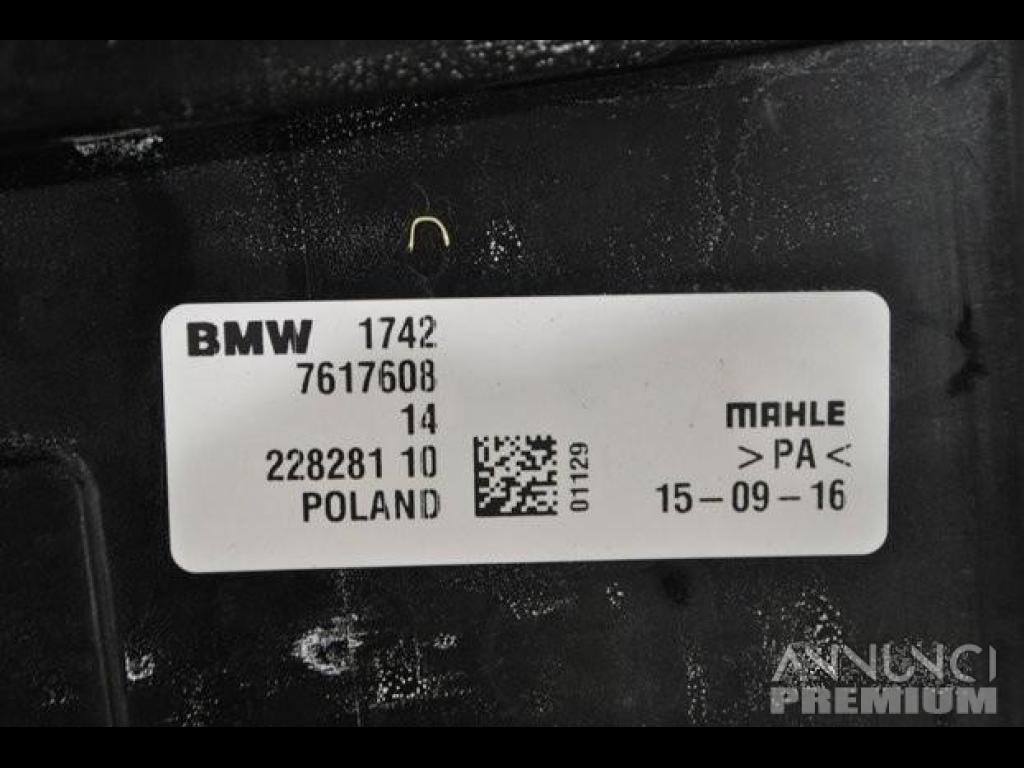 BMW 1742
7617608
14
228281 10
POLAND
01129
MAHLE
>PA<
15-09-16
ANNUNCI
PREMIUM